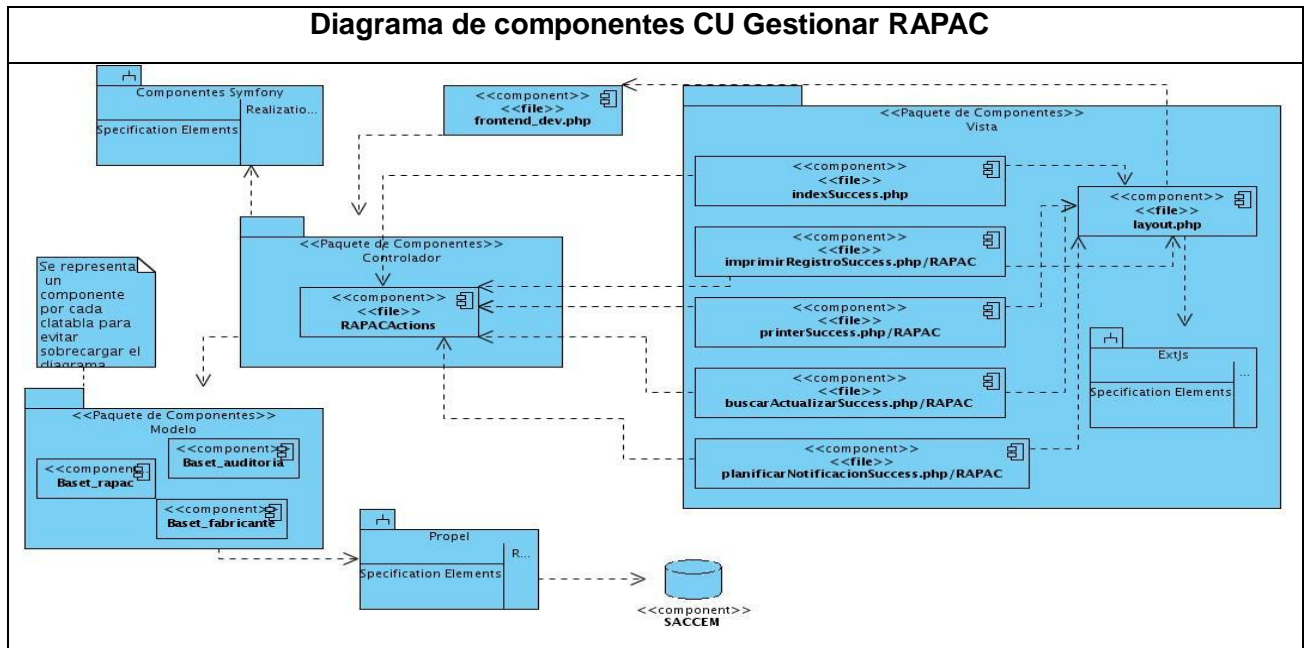 Diagrama de componentes CU Gestionar RAPAC
Componentes Symfony
Realizatio...
Specification Elements
<<component>>
<<file>>
frontend_dev.php
<<Paquete de Componentes>>
Vista
<<component>>
<<file>>
indexSuccess.php
<<component>>
<<file>>
layout.php
<<component>>
<<file>>
imprimirRegistroSuccess.php/RAPAC
<<component>>
<<file>>
printerSuccess.php/RAPAC
<<component>>
<<file>>
buscarActualizarSuccess.php/RAPAC
<<component>>
<<file>>
planificarNotificacionSuccess.php/RAPAC
ExtJs
...
Specification Elements
<<Paquete de Componentes>>
Controlador
<<component>>
<<file>>
RAPACActions
Se representa
un
componente
por cada
clatabla para
evitar
sobrecargar el
diagrama
<<Paquete de Componentes>>
Modelo
<<component>>
Baset_auditoria
<<component...
Baset_rapac
<<component>>
Baset_fabricante
Propel
R...
Specification Elements
<<component>>
SACCEM